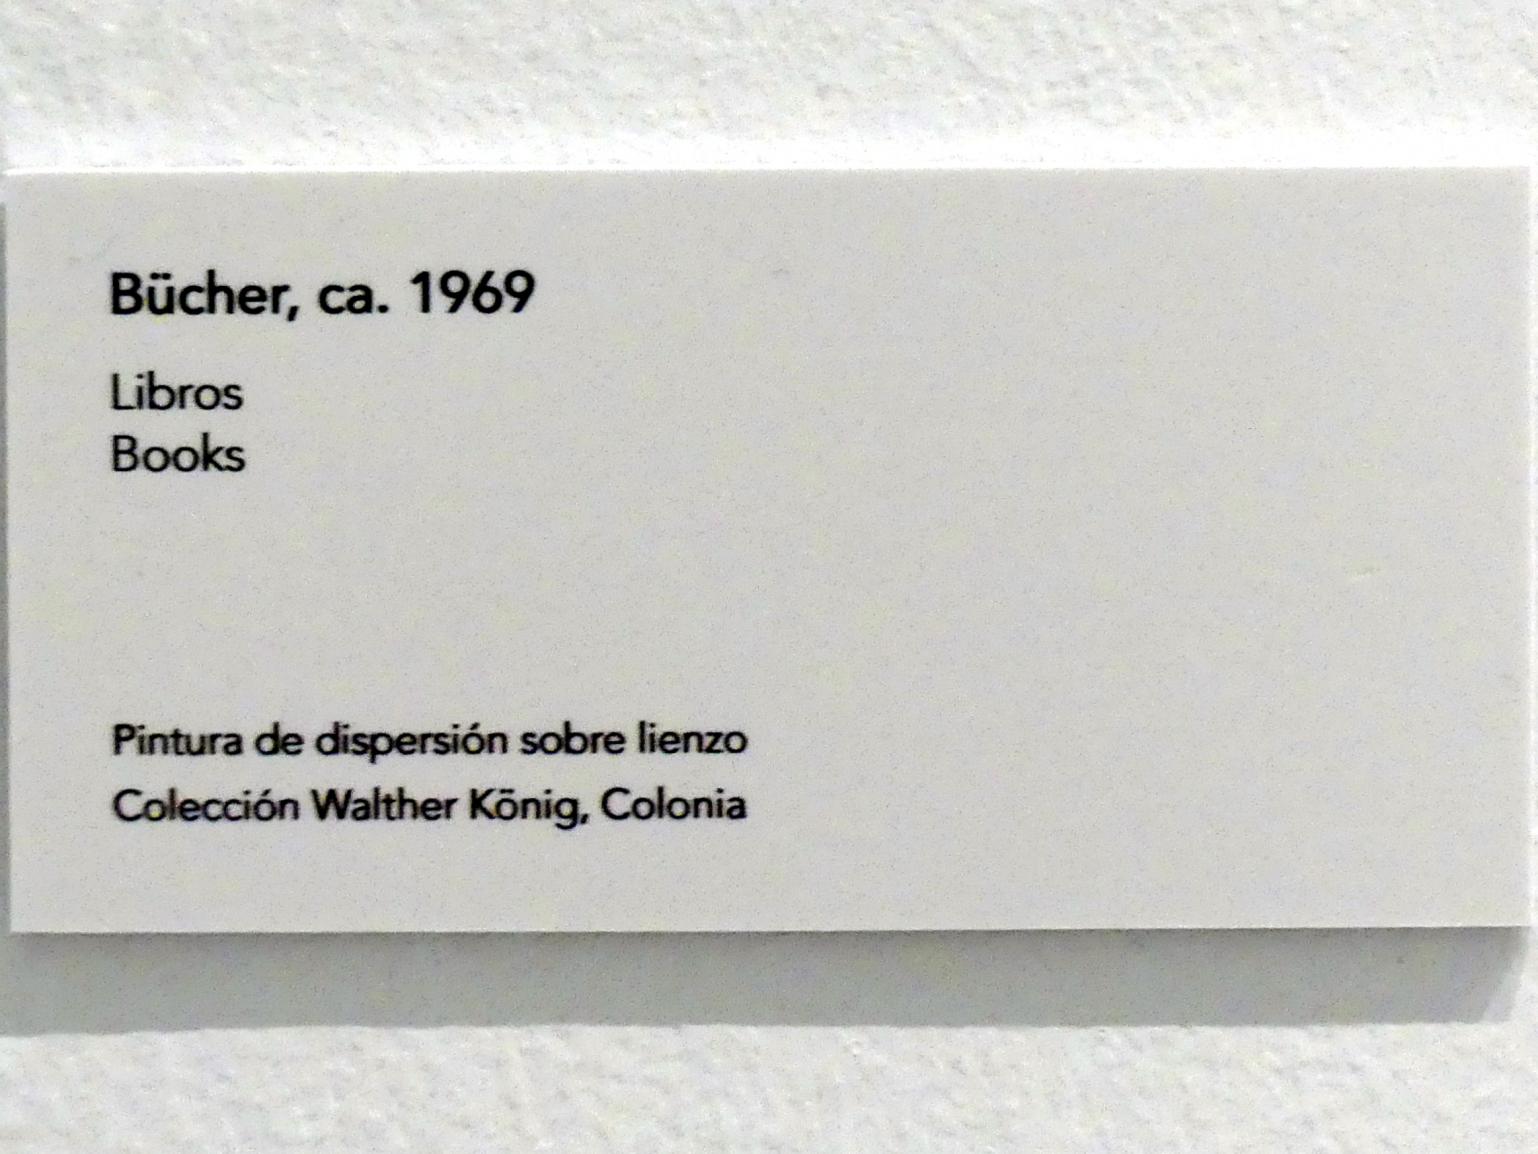 Bücher, ca. 1969
Libros
Books
Pintura de dispersión sobre lienzo
Colección Walther König, Colonia